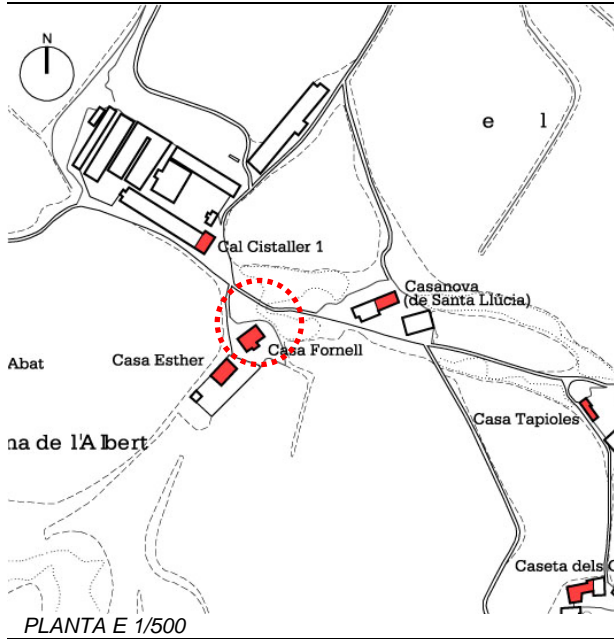 N
e l
Cal Cistaller 1
Casanova
(de Santa Llúcia)
Casa Fornell
Casa Esther
Abat
Casa Tapioles
na de l'Albert
Caseta dels
PLANTA E 1/500